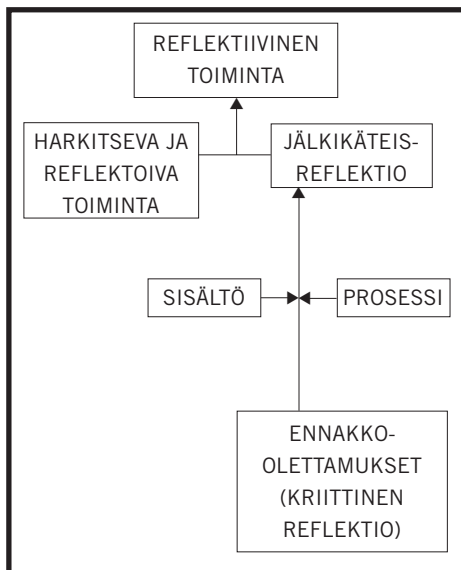 REFLEKTIIVINEN
TOIMINTA
HARKITSEVA JA
REFLEKTOIVA
TOIMINTA
JÄLKIKÄTEIS-
REFLEKTIO
SISÄLTÖ
PROSESSI
ENNAKKO-
OLETTAMUKSET
(KRIITTINEN
REFLEKTIO)